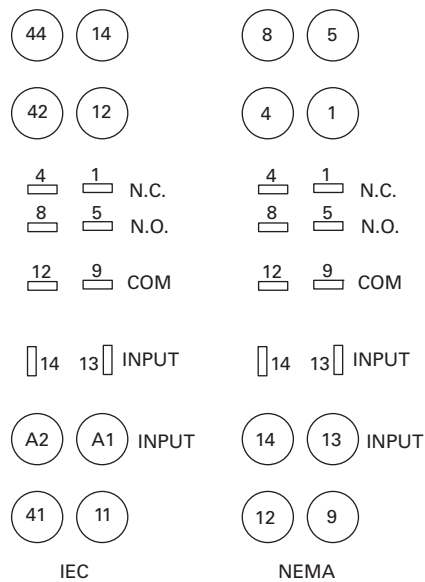 44 14 8 5
42 12 4 1
4 1 N.C. 4 1 N.C.
8 5 N.O. 8 5 N.O.
12 9 COM 12 9 COM
14 13 INPUT 14 13 INPUT
A2 A1 INPUT 14 13 INPUT
41 11 12 9
IEC NEMA